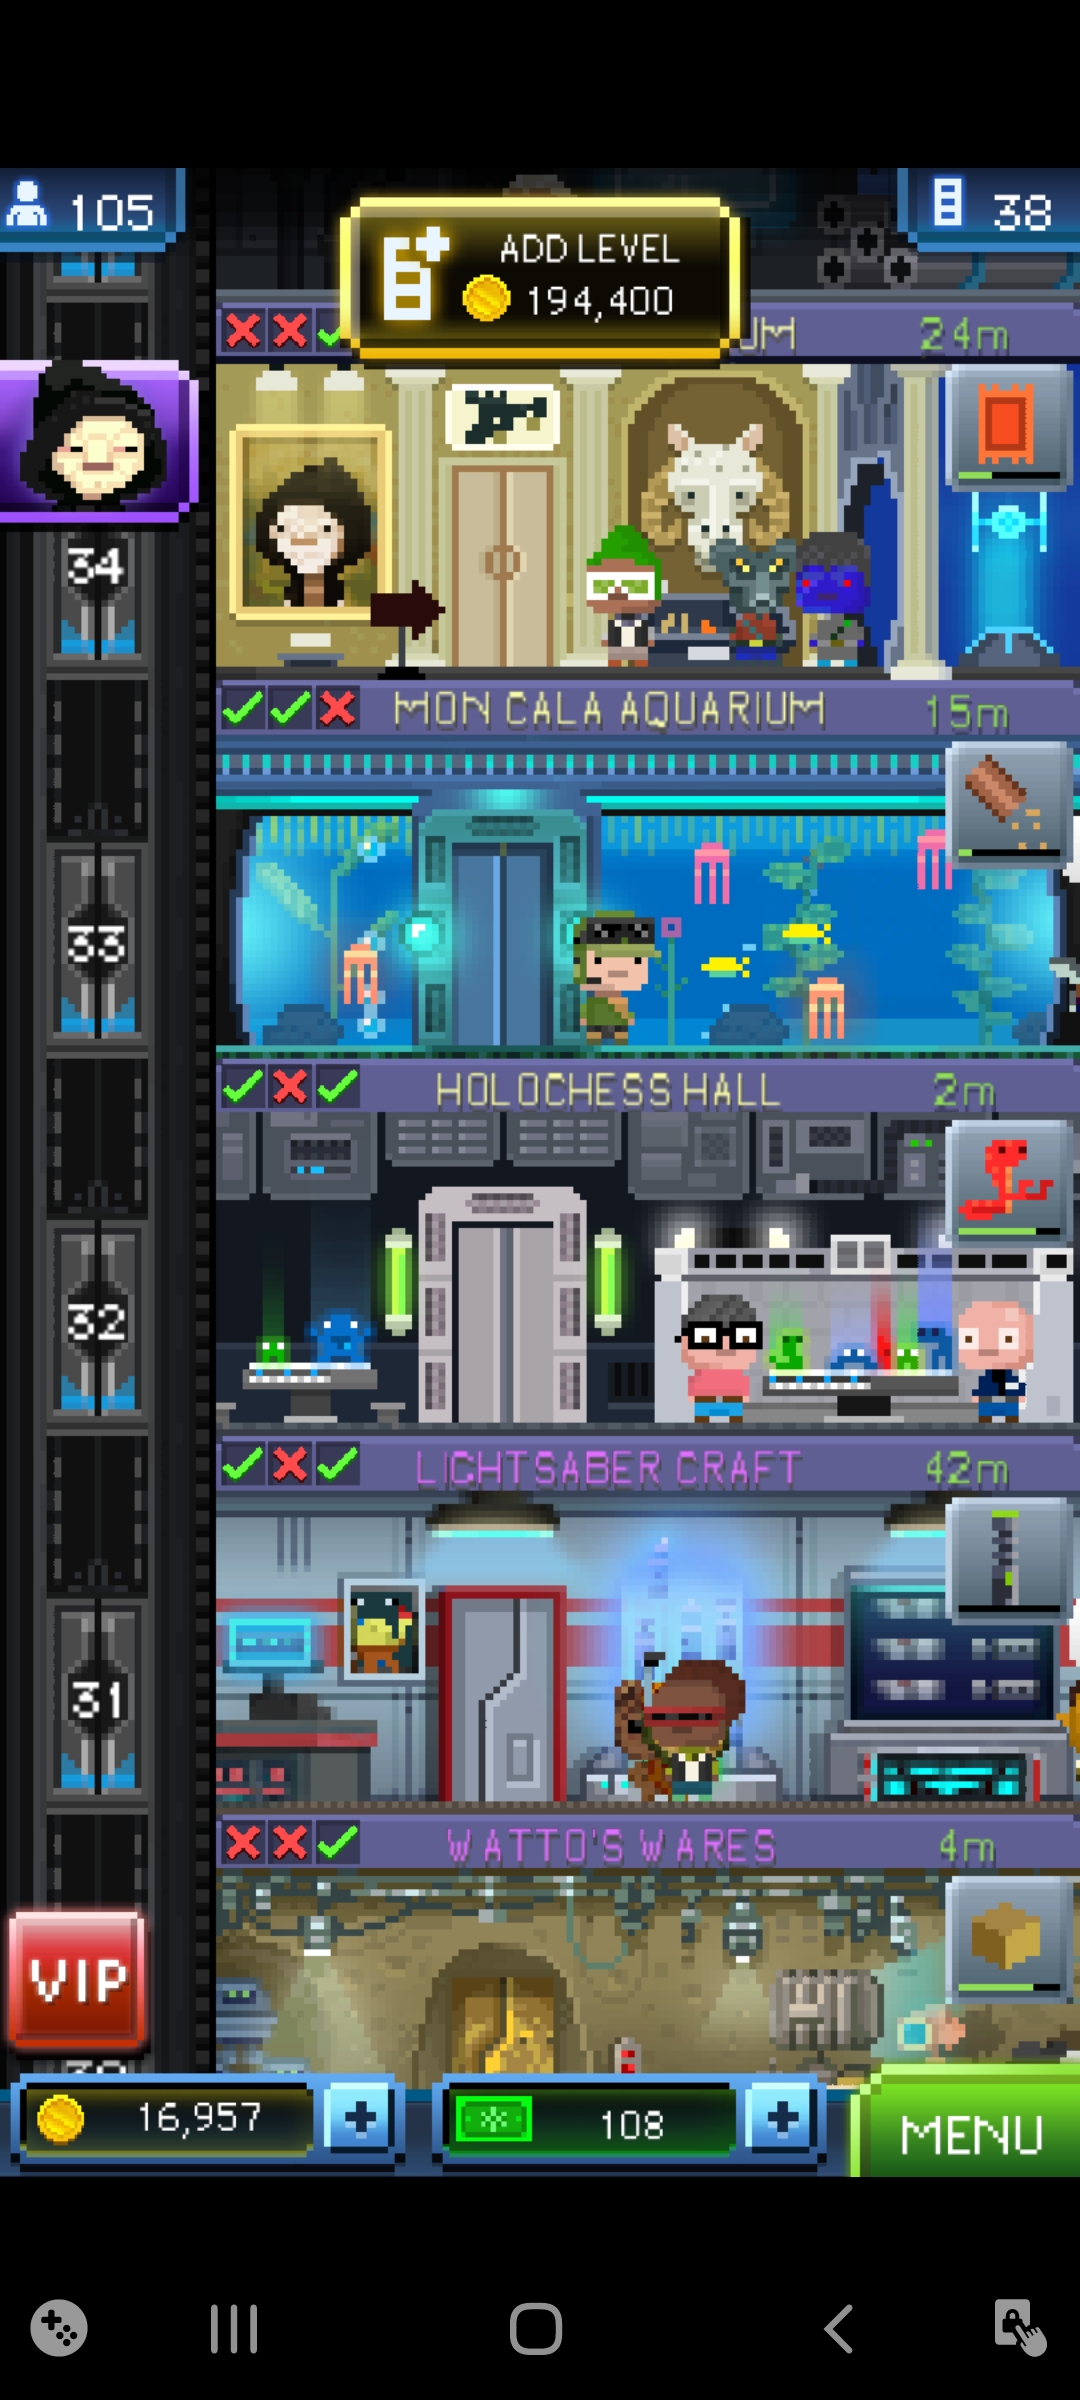 105
38
ADD LEVEL
194,400
UM 24m
34
MON CALA AQUARIUM 15m
33
HOLOCHESS HALL 2m
32
LIGHTSABER CRAFT 42m
31
WATTO'S WARES 4m
VIP
16,957 + 108 + MENU